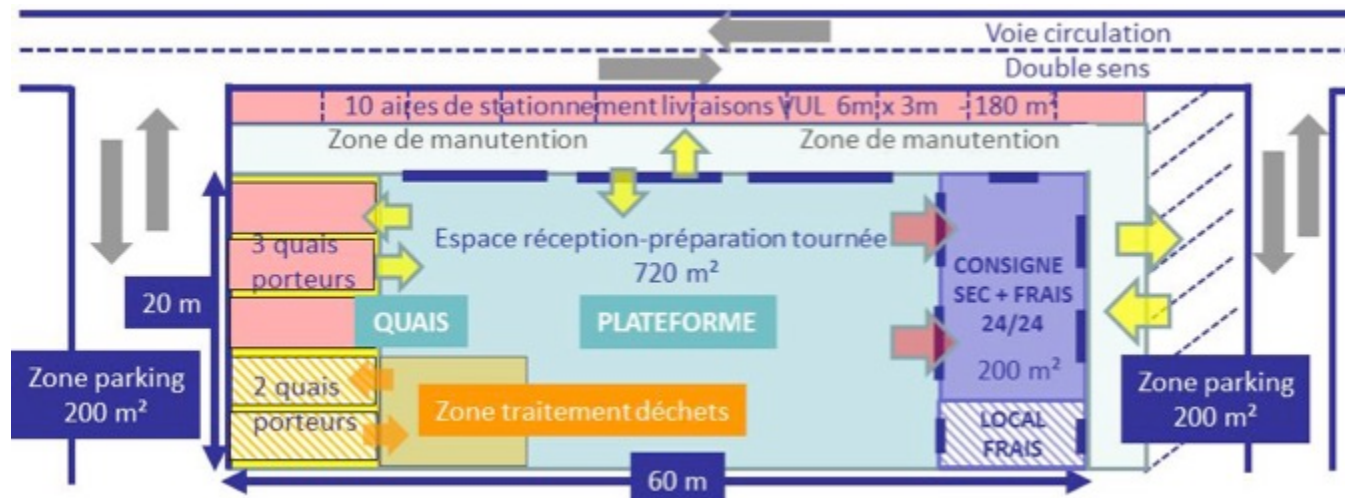 Voie circulation
Double sens
10 aires de stationnement livraisons VUL 6m x 3m - 180 m²
Zone de manutention
Zone de manutention
3 quais
porteurs
Espace réception-préparation tournée
720 m²
CONSIGNE
SEC + FRAIS
24/24
200 m²
20 m
QUAIS
PLATEFORME
Zone parking
200 m²
2 quais
porteurs
Zone traitement déchets
LOCAL
FRAIS
Zone parking
200 m²
60 m